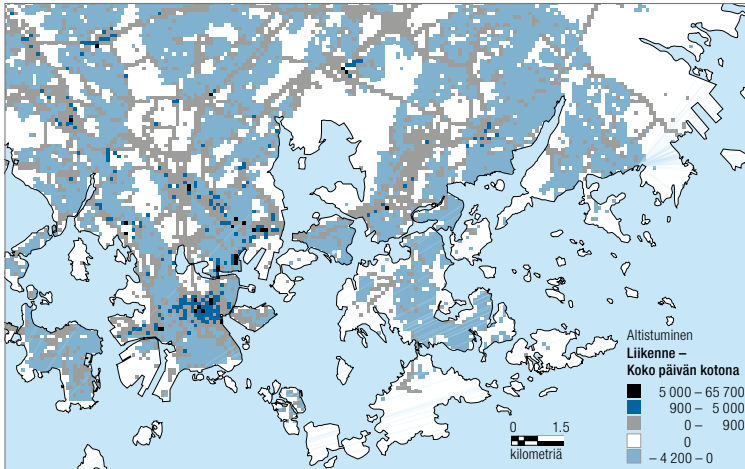 Altistuminen
Liikenne –
Koko päivän kotona
5 000 – 65 700
900 – 5 000
0 – 900
0
– 4 200 – 0
0 1.5
kilometriä